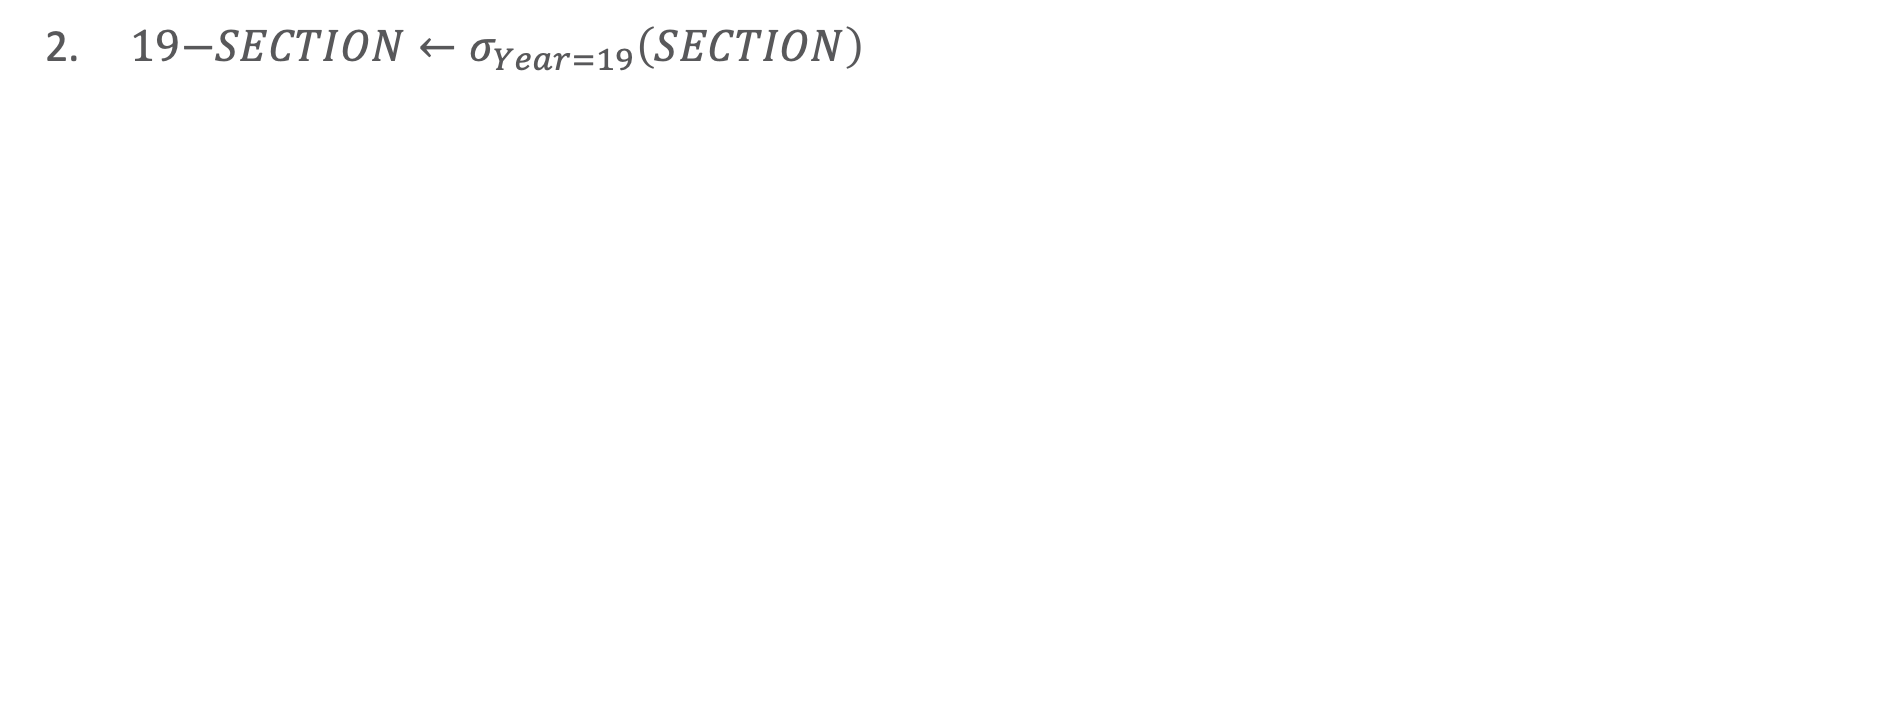 2. 19−SECTION ← σYear=19(SECTION)